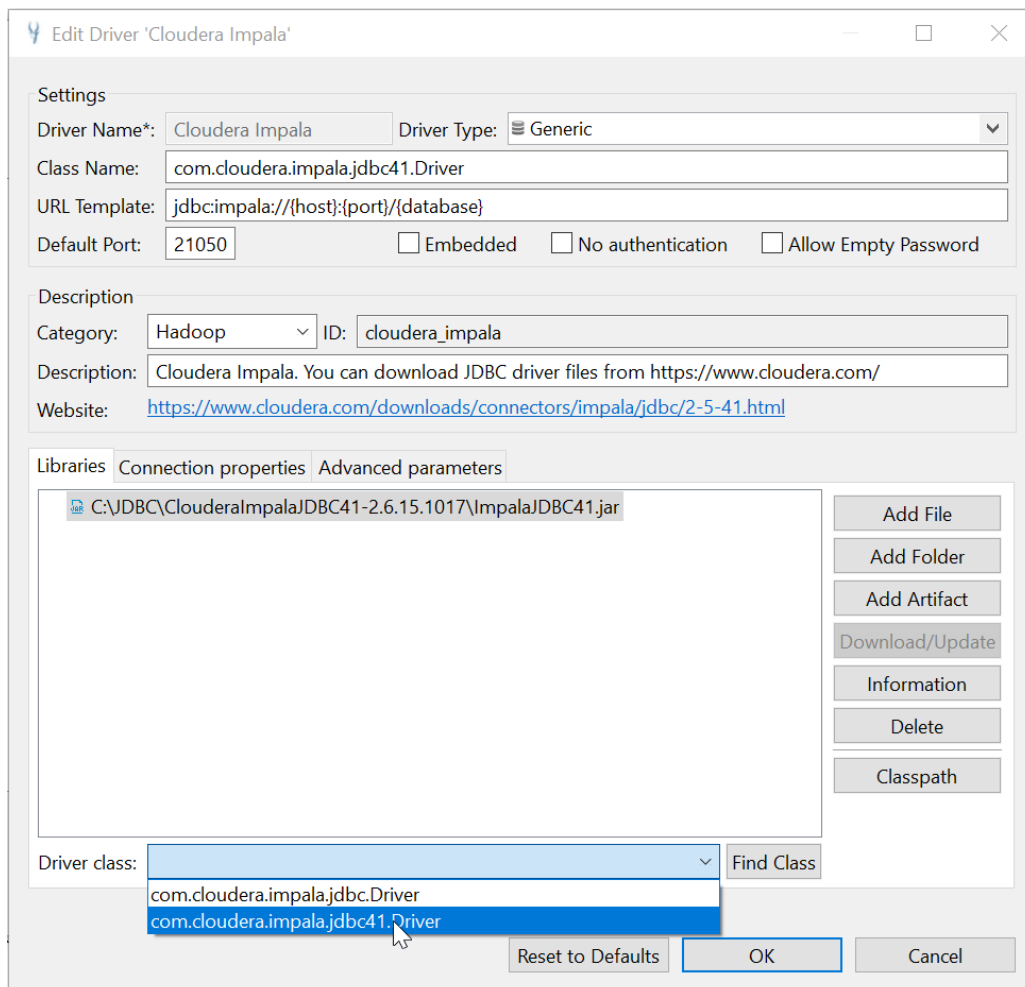 Edit Driver 'Cloudera Impala'
Settings
Driver Name*: Cloudera Impala Driver Type: Generic
Class Name: com.cloudera.impala.jdbc41.Driver
URL Template: jdbc:impala://{host}:{port}/{database}
Default Port: 21050 Embedded No authentication Allow Empty Password
Description
Category: Hadoop ID: cloudera_impala
Description: Cloudera Impala. You can download JDBC driver files from https://www.cloudera.com/
Website: https://www.cloudera.com/downloads/connectors/impala/jdbc/2-5-41.html
Libraries Connection properties Advanced parameters
JAR C:\JDBC\ClouderaImpalaJDBC41-2.6.15.1017\ImpalaJDBC41.jar
Add File
Add Folder
Add Artifact
Download/Update
Information
Delete
Classpath
Driver class: Find Class
com.cloudera.impala.jdbc.Driver
com.cloudera.impala.jdbc41.Driver
Reset to Defaults OK Cancel